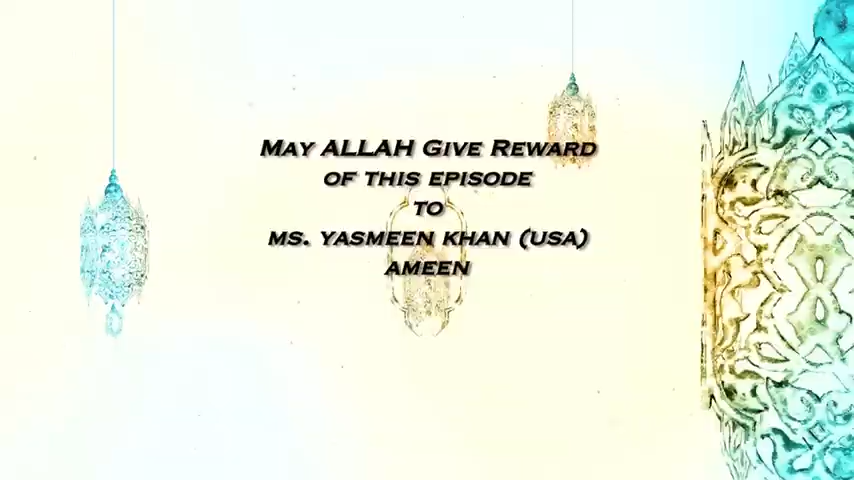 May ALLAH Give Reward
of this episode
to
ms. yasmeen khan (usa)
ameen